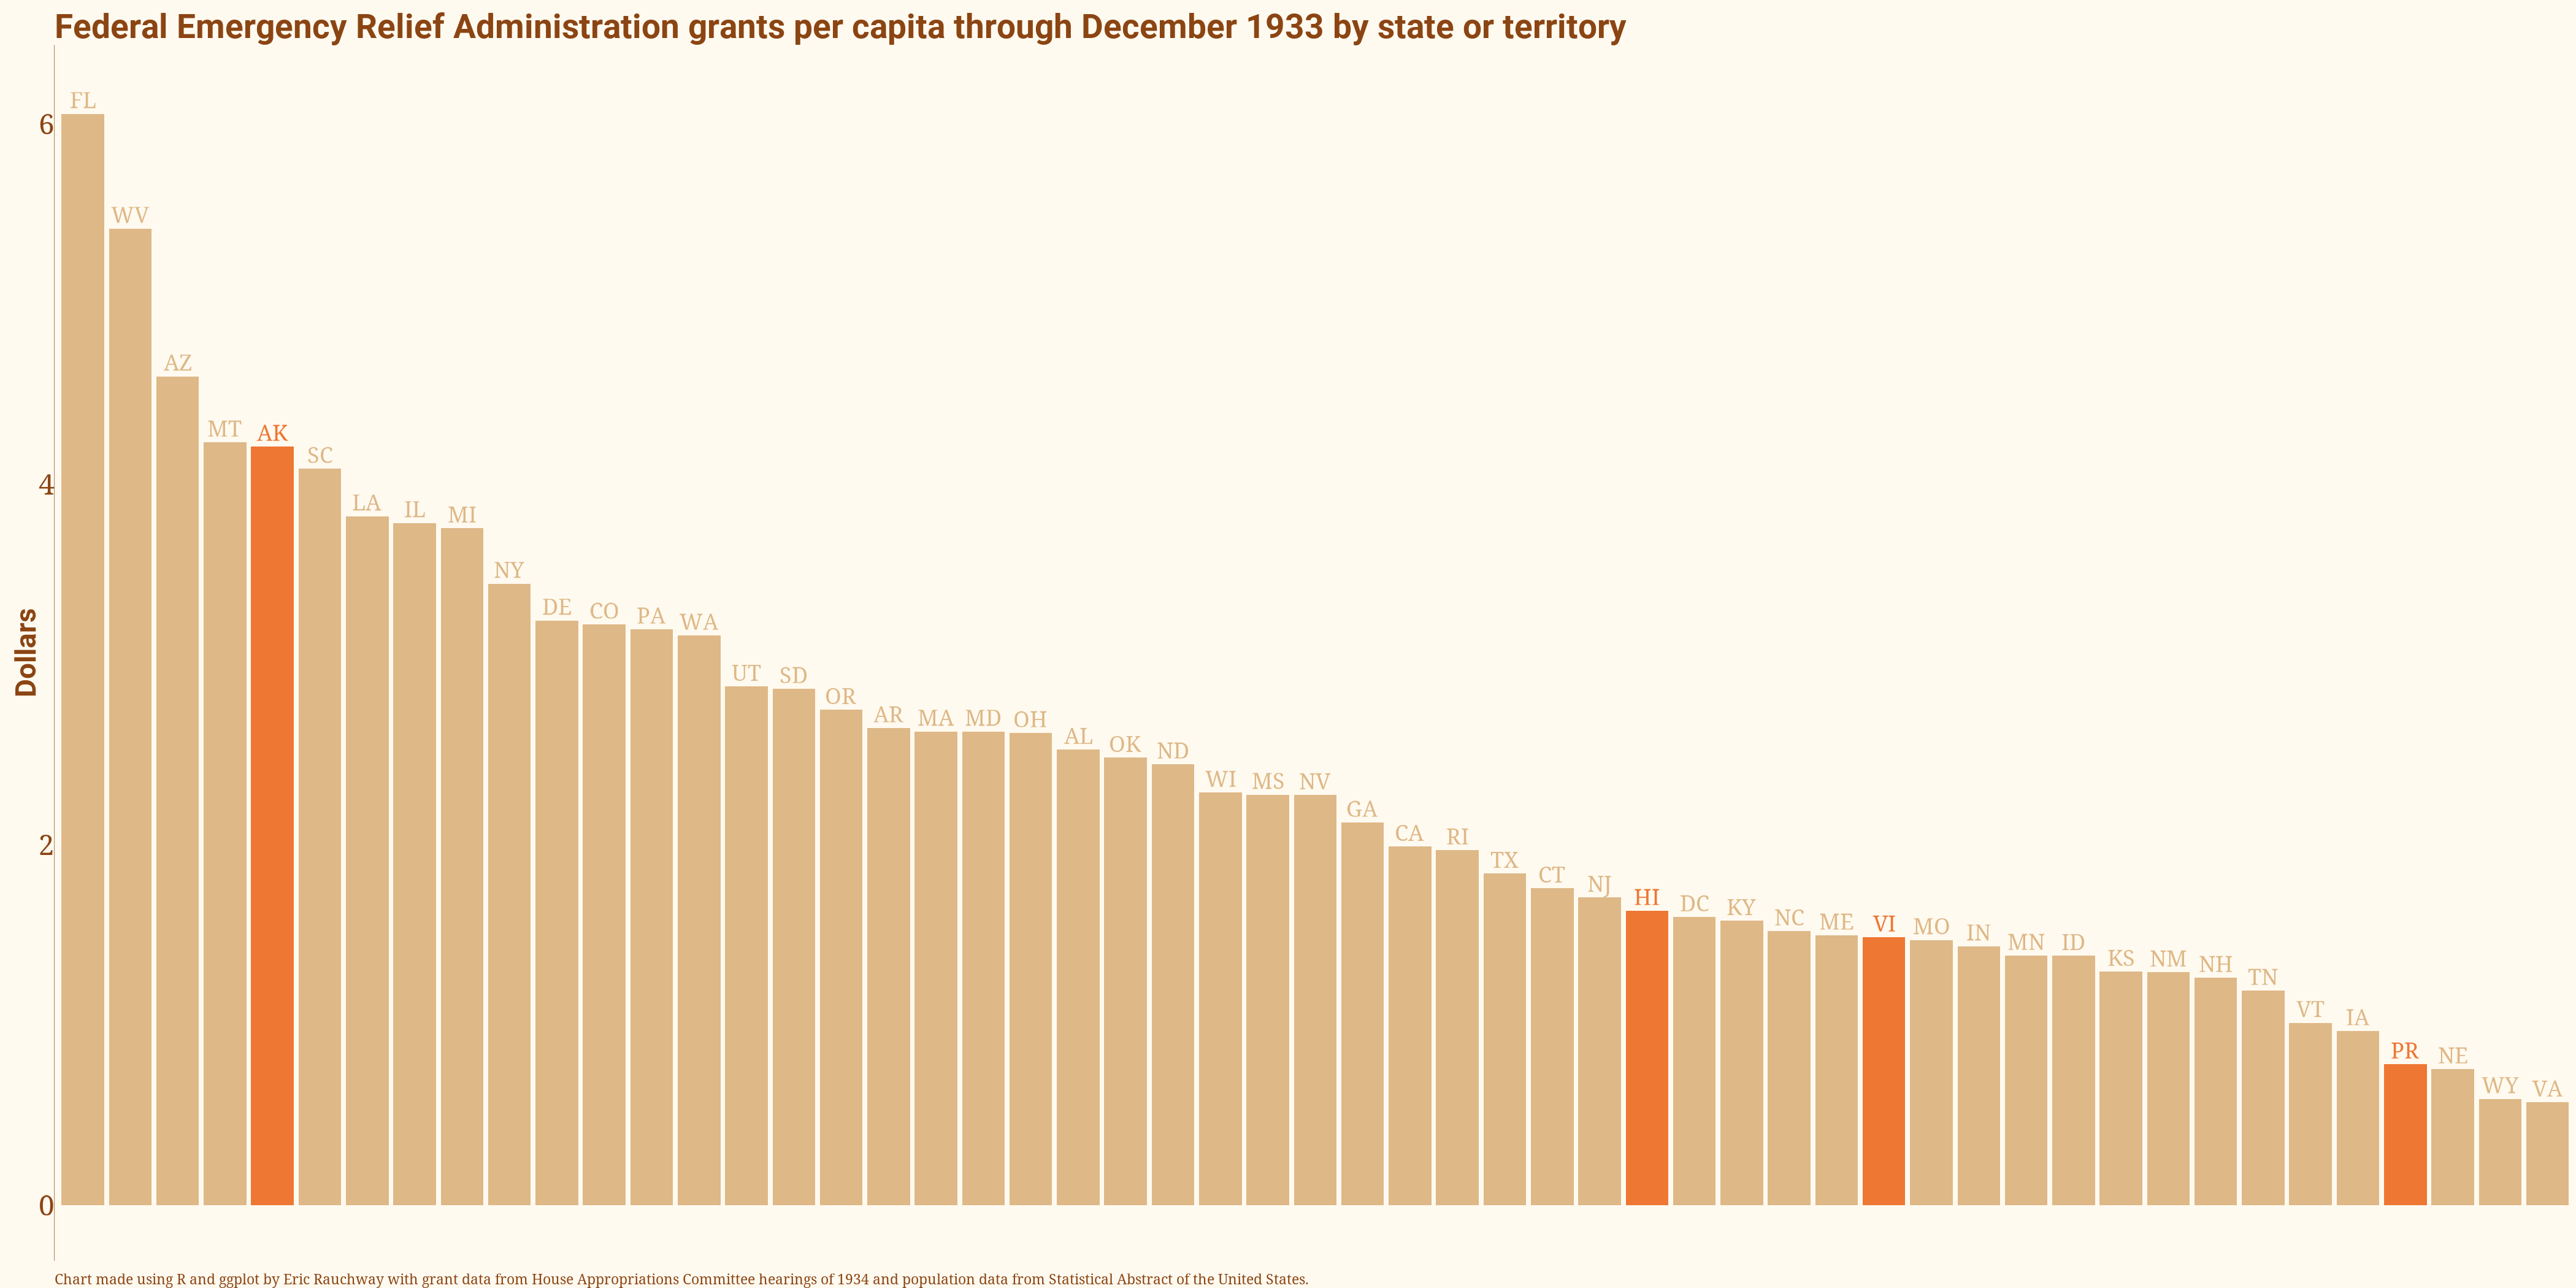 Federal Emergency Relief Administration grants per capita through December 1933 by state or territory
Dollars
6
4
2
0
FL
WV
AZ
MT
AK
SC
LA
IL
MI
NY
DE
CO
PA
WA
UT
SD
OR
AR
MA
MD
OH
AL
OK
ND
WI
MS
NV
GA
CA
RI
TX
CT
NJ
HI
DC
KY
NC
ME
VI
MO
IN
MN
ID
KS
NM
NH
TN
VT
IA
PR
NE
WY
VA
Chart made using R and ggplot by Eric Rauchway with grant data from House Appropriations Committee hearings of 1934 and population data from Statistical Abstract of the United States.